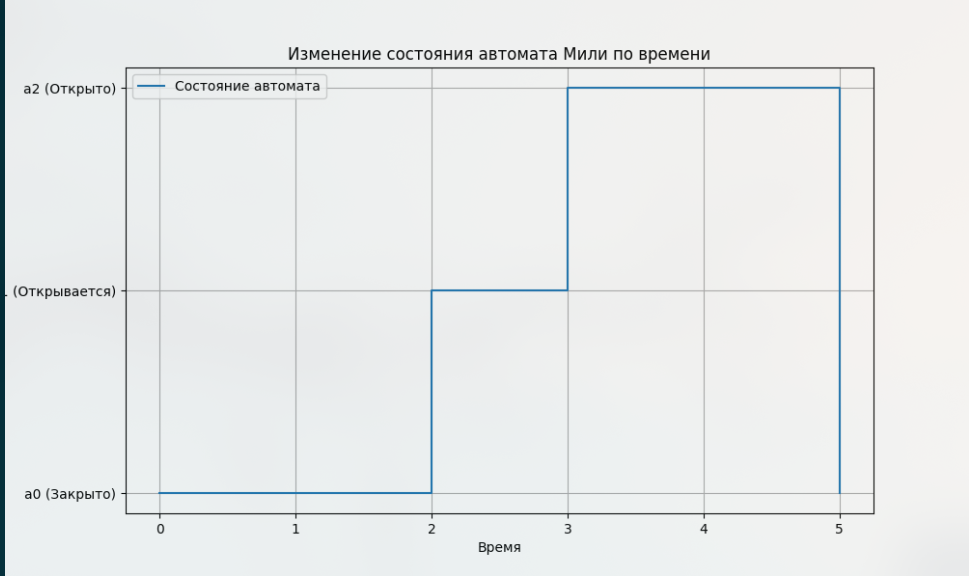 Изменение состояния автомата Мили по времени
a2 (Открыто)
Состояние автомата
(Открывается)
a0 (Закрыто)
0 1 2 3 4 5
Время